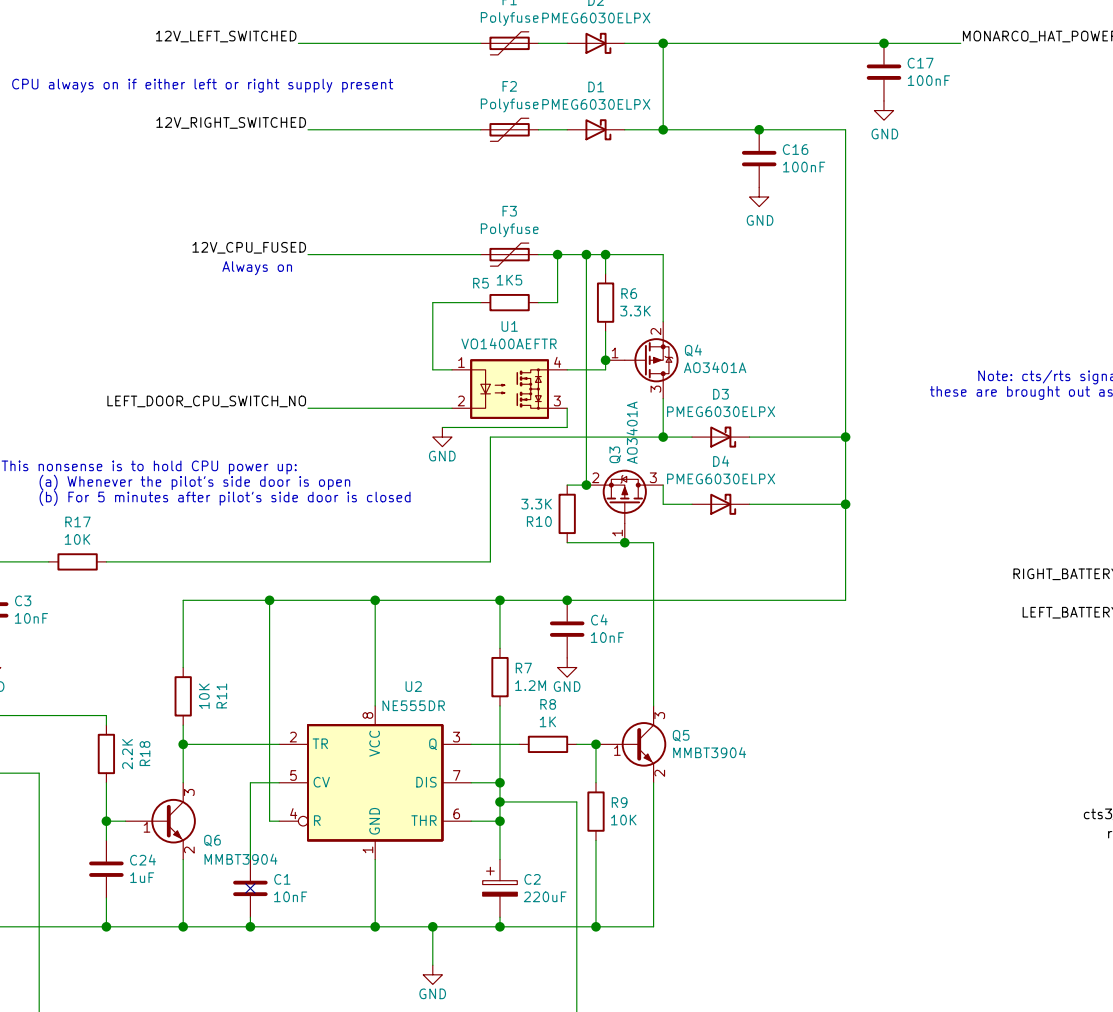 F1 D2
Polyfuse PMEG6030ELPX
12V_LEFT_SWITCHED
MONARCO_HAT_POWER
C17
100nF
CPU always on if either left or right supply present
F2 D1
Polyfuse PMEG6030ELPX
12V_RIGHT_SWITCHED
GND
C16
100nF
GND
F3
Polyfuse
12V_CPU_FUSED
Always on
R5 1K5
R6
3.3K
U1
VO1400AEFTR
1 4
2 3
2
1
3
Q4
AO3401A
LEFT_DOOR_CPU_SWITCH_NO
GND
Note: cts/rts signa
these are brought out as
D3
PMEG6030ELPX
Q3
AO3401A
2 3
1
D4
PMEG6030ELPX
This nonsense is to hold CPU power up:
(a) Whenever the pilot's side door is open
(b) For 5 minutes after pilot's side door is closed
3.3K
R10
R17
10K
RIGHT_BATTERY
LEFT_BATTERY
C3
10nF
C4
10nF
GND
R7
1.2M
10K
R11
U2
NE555DR
R8
1K
8
VCC
2 TR Q 3
5 CV DIS 7
4 R THR 6
GND
1
3
1
2
Q5
MMBT3904
2.2K
R18
R9
10K
3
1
2
Q6
MMBT3904
C24
1uF
C1
10nF
+
C2
220uF
GND
cts3
r